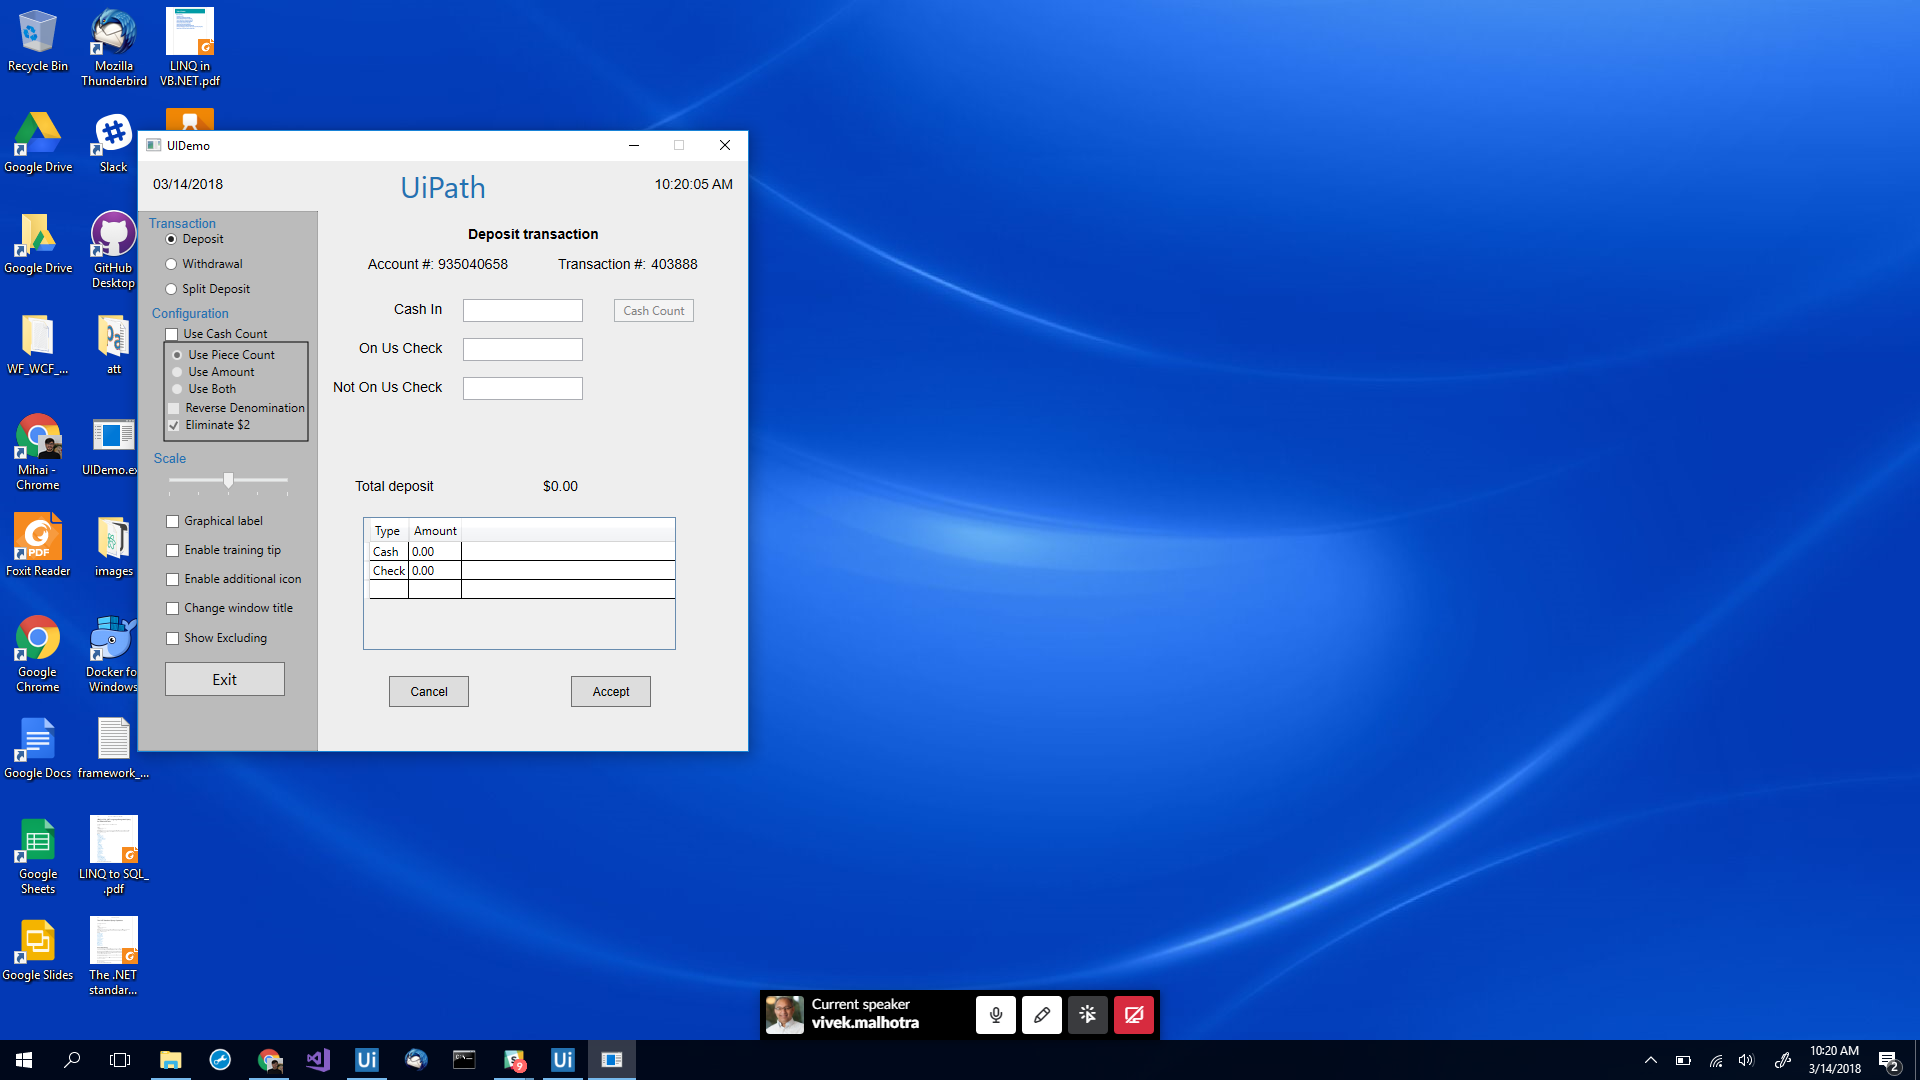 Recycle Bin
Mozilla
Thunderbird
LINQ in
VB.NET.pdf
Google Drive
Slack
Google Drive
GitHub
Desktop
WF_WCF_...
att
Mihai -
Chrome
UIDemo.ex
PDF
Foxit Reader
images
Google
Chrome
Docker fo
Windows
Google Docs
framework_...
Google
Sheets
LINQ to SQL_
.pdf
Google Slides
The .NET
standar...
UIDemo
03/14/2018
UiPath
10:20:05 AM
Transaction
Deposit
Withdrawal
Split Deposit
Configuration
Use Cash Count
Use Piece Count
Use Amount
Use Both
Reverse Denomination
Eliminate $2
Scale
Graphical label
Enable training tip
Enable additional icon
Change window title
Show Excluding
Exit
Deposit transaction
Account #: 935040658 Transaction #: 403888
Cash In
Cash Count
On Us Check
Not On Us Check
Total deposit $0.00
Type Amount
Cash 0.00
Check 0.00
Cancel
Accept
Current speaker
vivek.malhotra
Ui
9
Ui
10:20 AM
3/14/2018
2